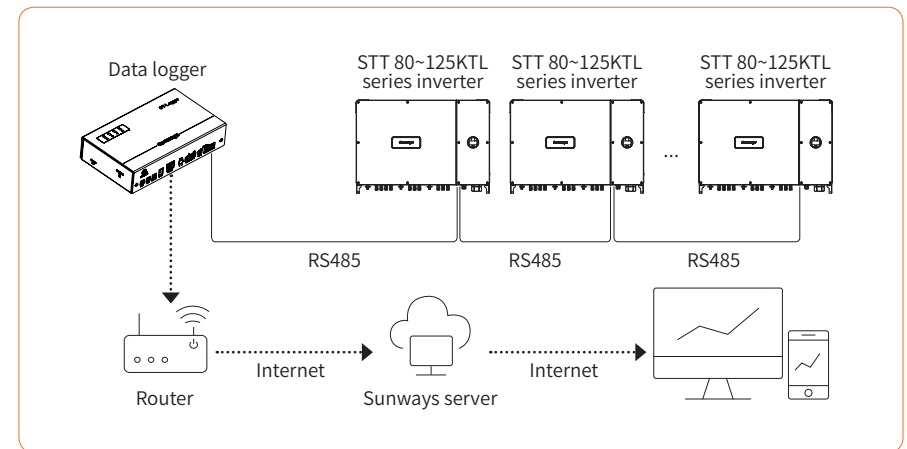 Data logger
STT 80~125KTL
series inverter
STT 80~125KTL
series inverter
STT 80~125KTL
series inverter
...
RS485
RS485
RS485
Internet
Internet
Router
Sunways server